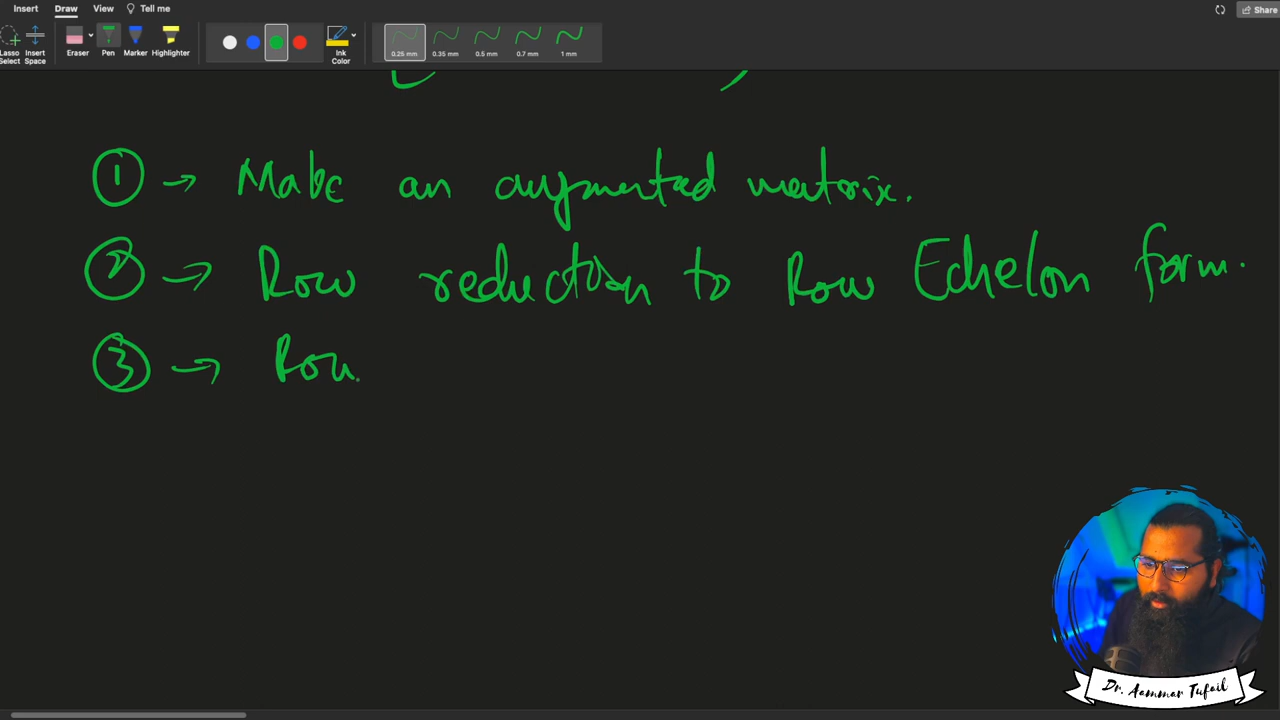 Insert Draw View Tell me Share
Lasso Select Insert Space Eraser Pen Marker Highlighter Ink Color 0.25 mm 0.35 mm 0.5 mm 0.7 mm 1 mm
1 → Make an augmented matrix.
2 → Row reduction to Row Echelon form.
3 → Row
Dr. Aammar Tufail